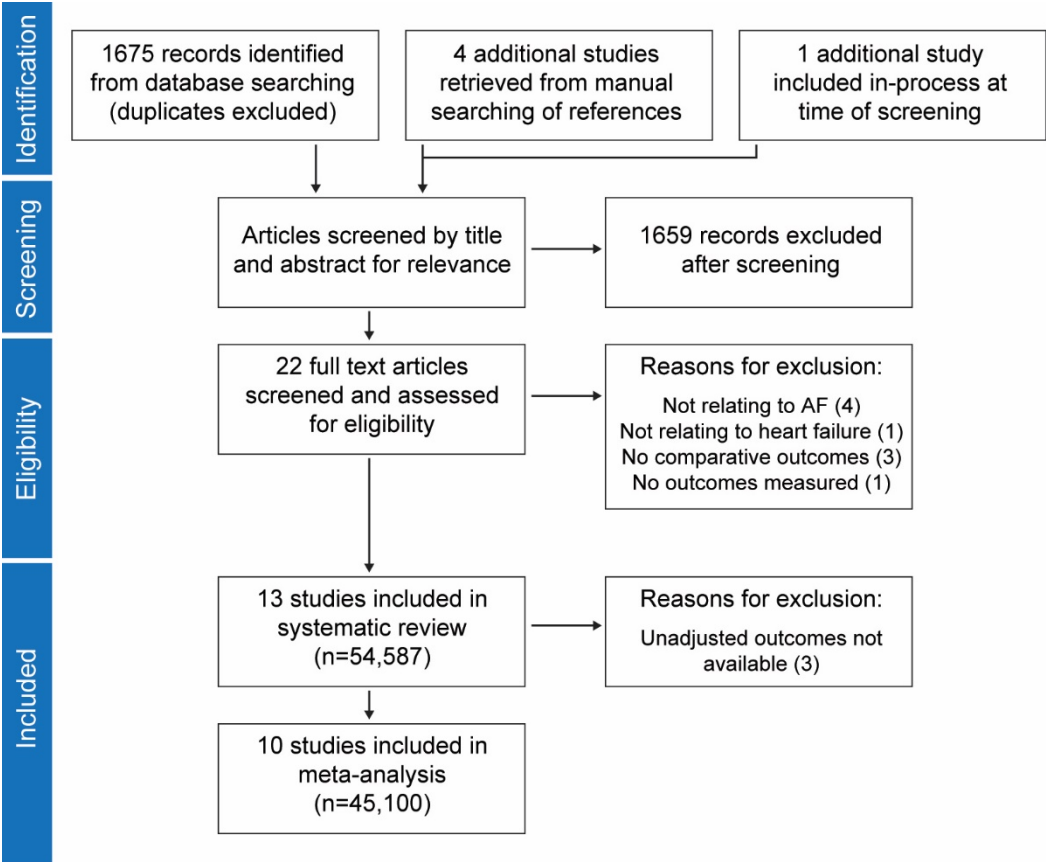 Identification
1675 records identified
from database searching
(duplicates excluded)
4 additional studies
retrieved from manual
searching of references
1 additional study
included in-process at
time of screening
Screening
Articles screened by title
and abstract for relevance
1659 records excluded
after screening
Eligibility
22 full text articles
screened and assessed
for eligibility
Reasons for exclusion:
Not relating to AF (4)
Not relating to heart failure (1)
No comparative outcomes (3)
No outcomes measured (1)
Included
13 studies included in
systematic review
(n=54,587)
Reasons for exclusion:
Unadjusted outcomes not
available (3)
10 studies included in
meta-analysis
(n=45,100)